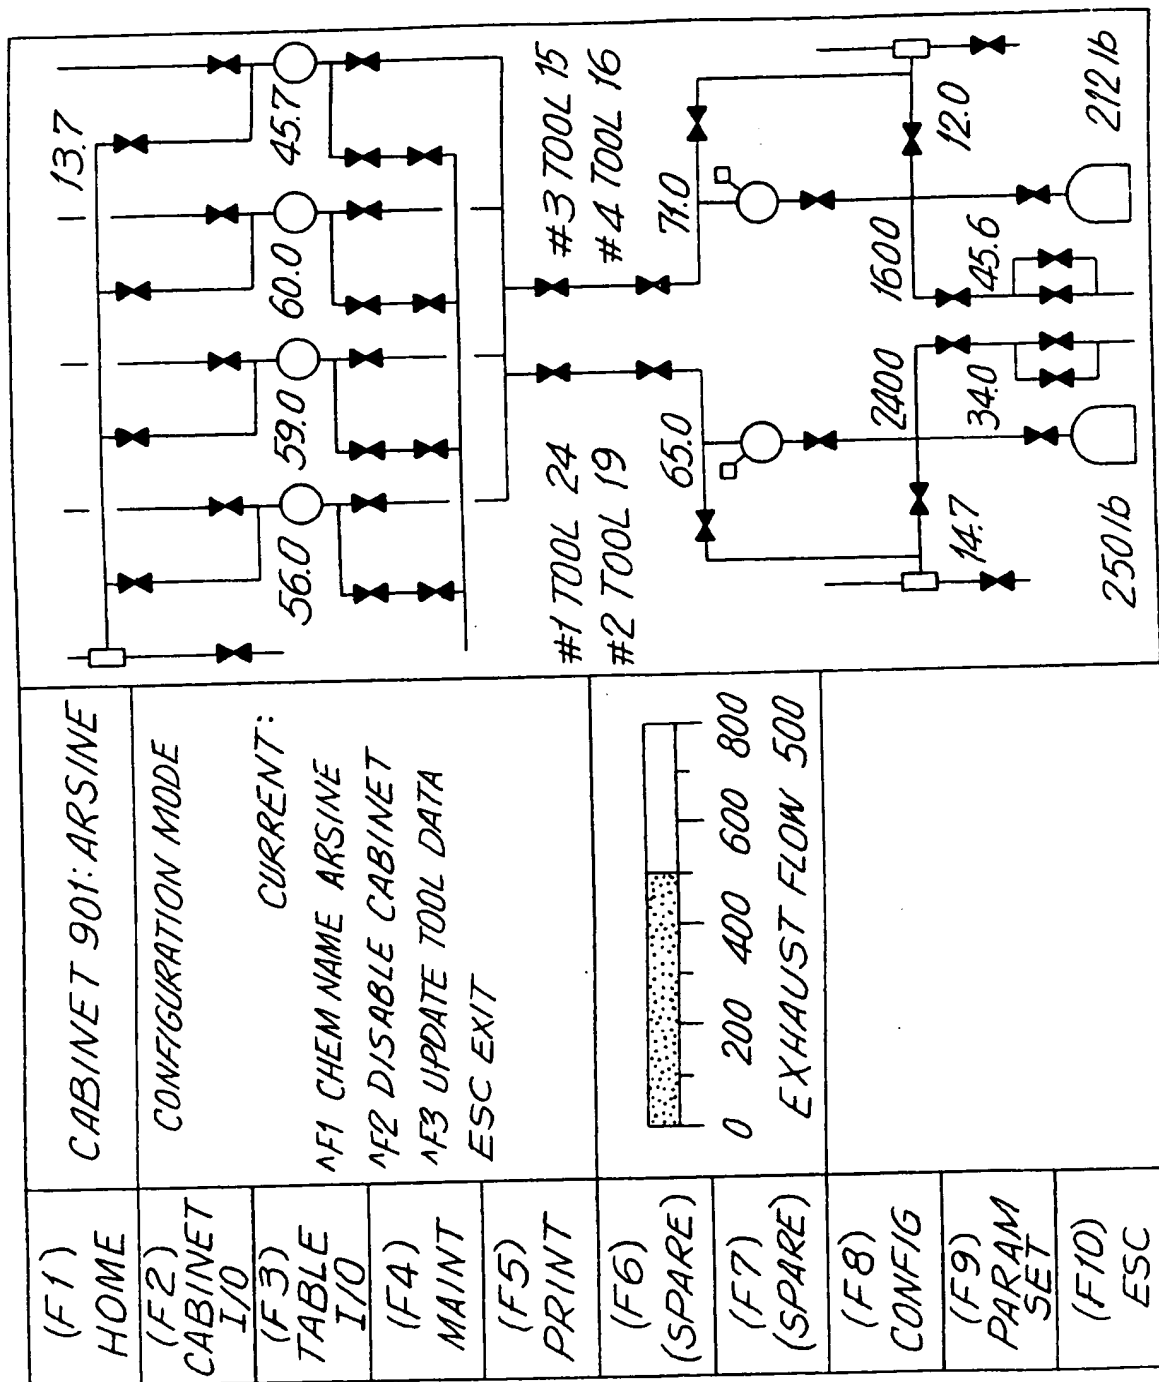 (F1)
HOME
(F2)
CABINET
I/O
(F3)
TABLE
I/O
(F4)
MAINT
(F5)
PRINT
(F6)
(SPARE)
(F7)
(SPARE)
(F8)
CONFIG
(F9)
PARAM
SET
(F10)
ESC
CABINET 901: ARSINE
CONFIGURATION MODE
CURRENT:
^F1 CHEM NAME ARSINE
^F2 DISABLE CABINET
^F3 UPDATE TOOL DATA
ESC EXIT
0 200 400 600 800
EXHAUST FLOW 500
13.7
56.0 59.0 60.0 45.7
#1 TOOL 24
#2 TOOL 19
#3 TOOL 15
#4 TOOL 16
65.0 71.0
2400 1600
14.7 34.0 45.6 12.0
250 lb 212 lb